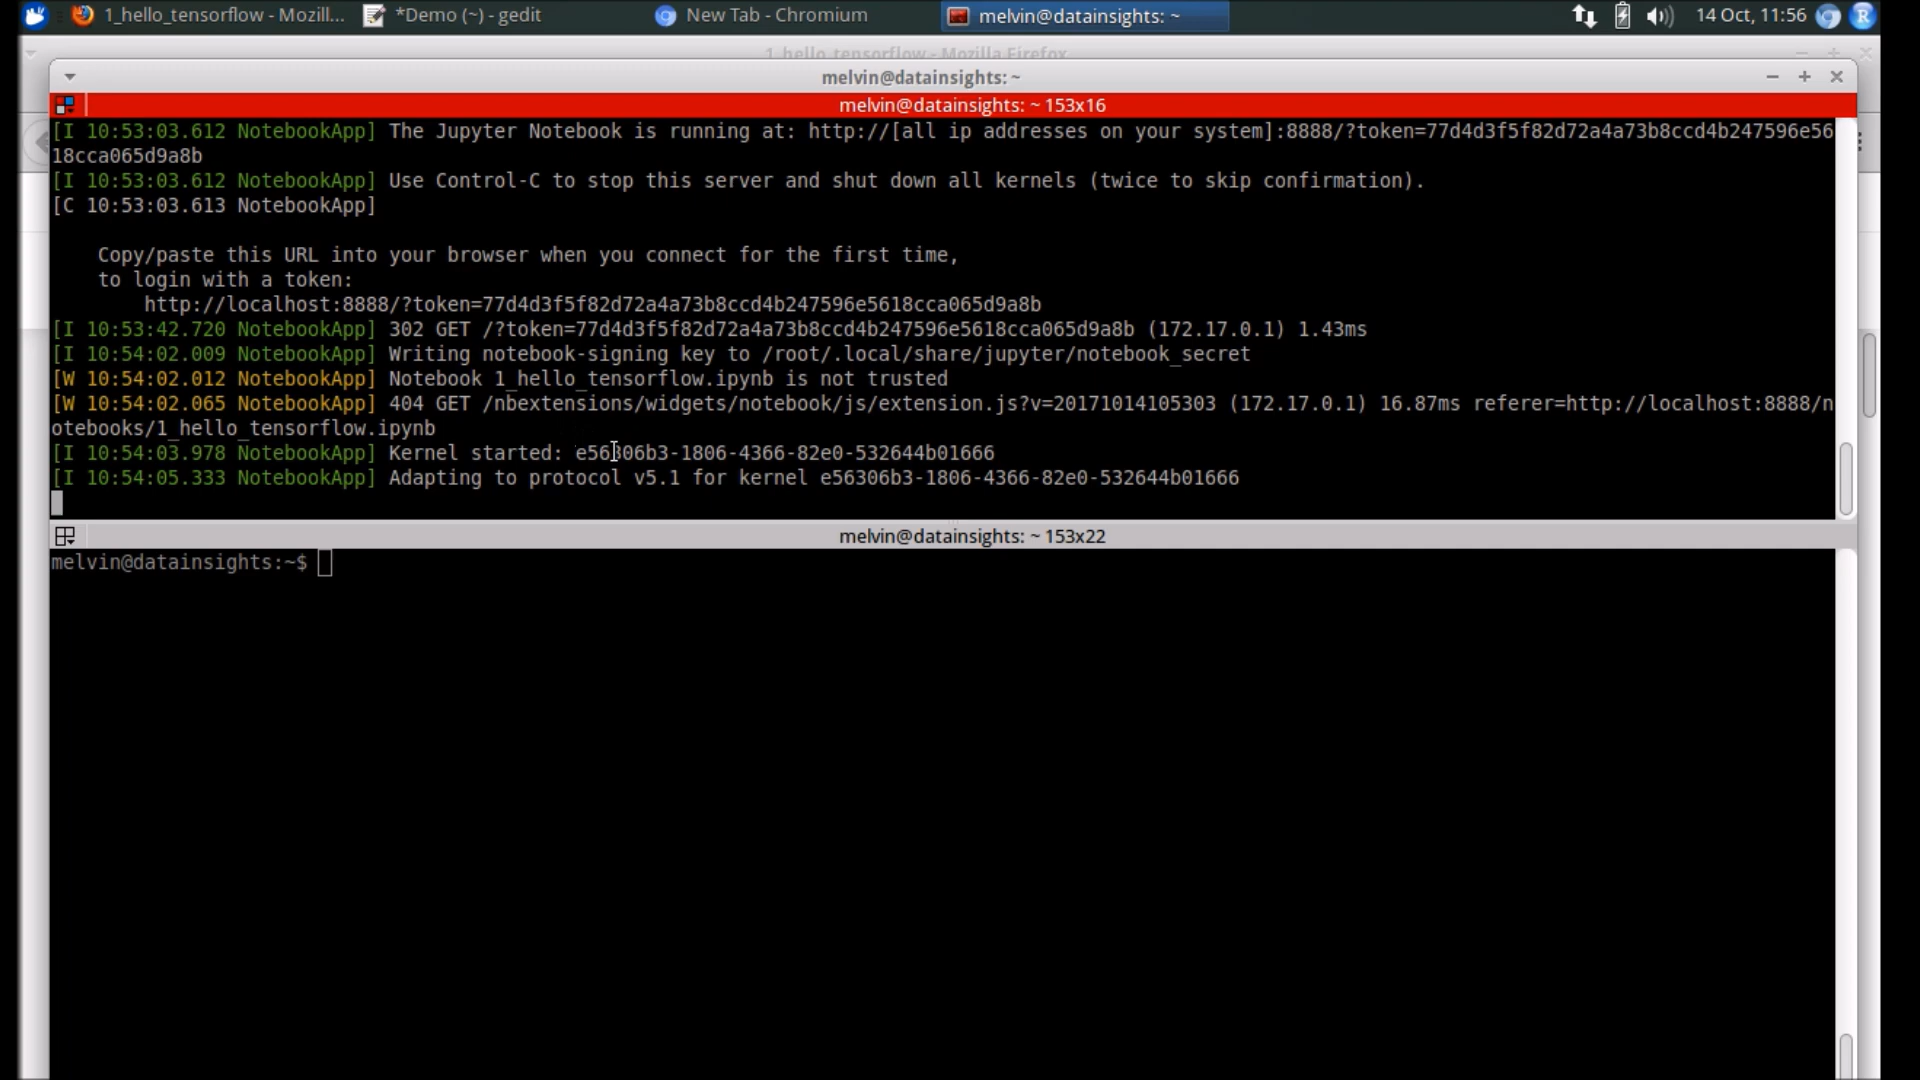 1_hello_tensorflow - Mozill...
*Demo (~) - gedit
New Tab - Chromium
melvin@datainsights: ~
14 Oct, 11:56
R
1_hello_tensorflow - Mozilla Firefox
melvin@datainsights: ~
melvin@datainsights: ~ 153x16
[I 10:53:03.612 NotebookApp] The Jupyter Notebook is running at: http://[all ip addresses on your system]:8888/?token=77d4d3f5f82d72a4a73b8ccd4b247596e56
18cca065d9a8b
[I 10:53:03.612 NotebookApp] Use Control-C to stop this server and shut down all kernels (twice to skip confirmation).
[C 10:53:03.613 NotebookApp]
Copy/paste this URL into your browser when you connect for the first time,
to login with a token:
http://localhost:8888/?token=77d4d3f5f82d72a4a73b8ccd4b247596e5618cca065d9a8b
[I 10:53:42.720 NotebookApp] 302 GET /?token=77d4d3f5f82d72a4a73b8ccd4b247596e5618cca065d9a8b (172.17.0.1) 1.43ms
[I 10:54:02.009 NotebookApp] Writing notebook-signing key to /root/.local/share/jupyter/notebook_secret
[W 10:54:02.012 NotebookApp] Notebook 1_hello_tensorflow.ipynb is not trusted
[W 10:54:02.065 NotebookApp] 404 GET /nbextensions/widgets/notebook/js/extension.js?v=20171014105303 (172.17.0.1) 16.87ms referer=http://localhost:8888/n
otebooks/1_hello_tensorflow.ipynb
[I 10:54:03.978 NotebookApp] Kernel started: e56306b3-1806-4366-82e0-532644b01666
[I 10:54:05.333 NotebookApp] Adapting to protocol v5.1 for kernel e56306b3-1806-4366-82e0-532644b01666
melvin@datainsights: ~ 153x22
melvin@datainsights:~$